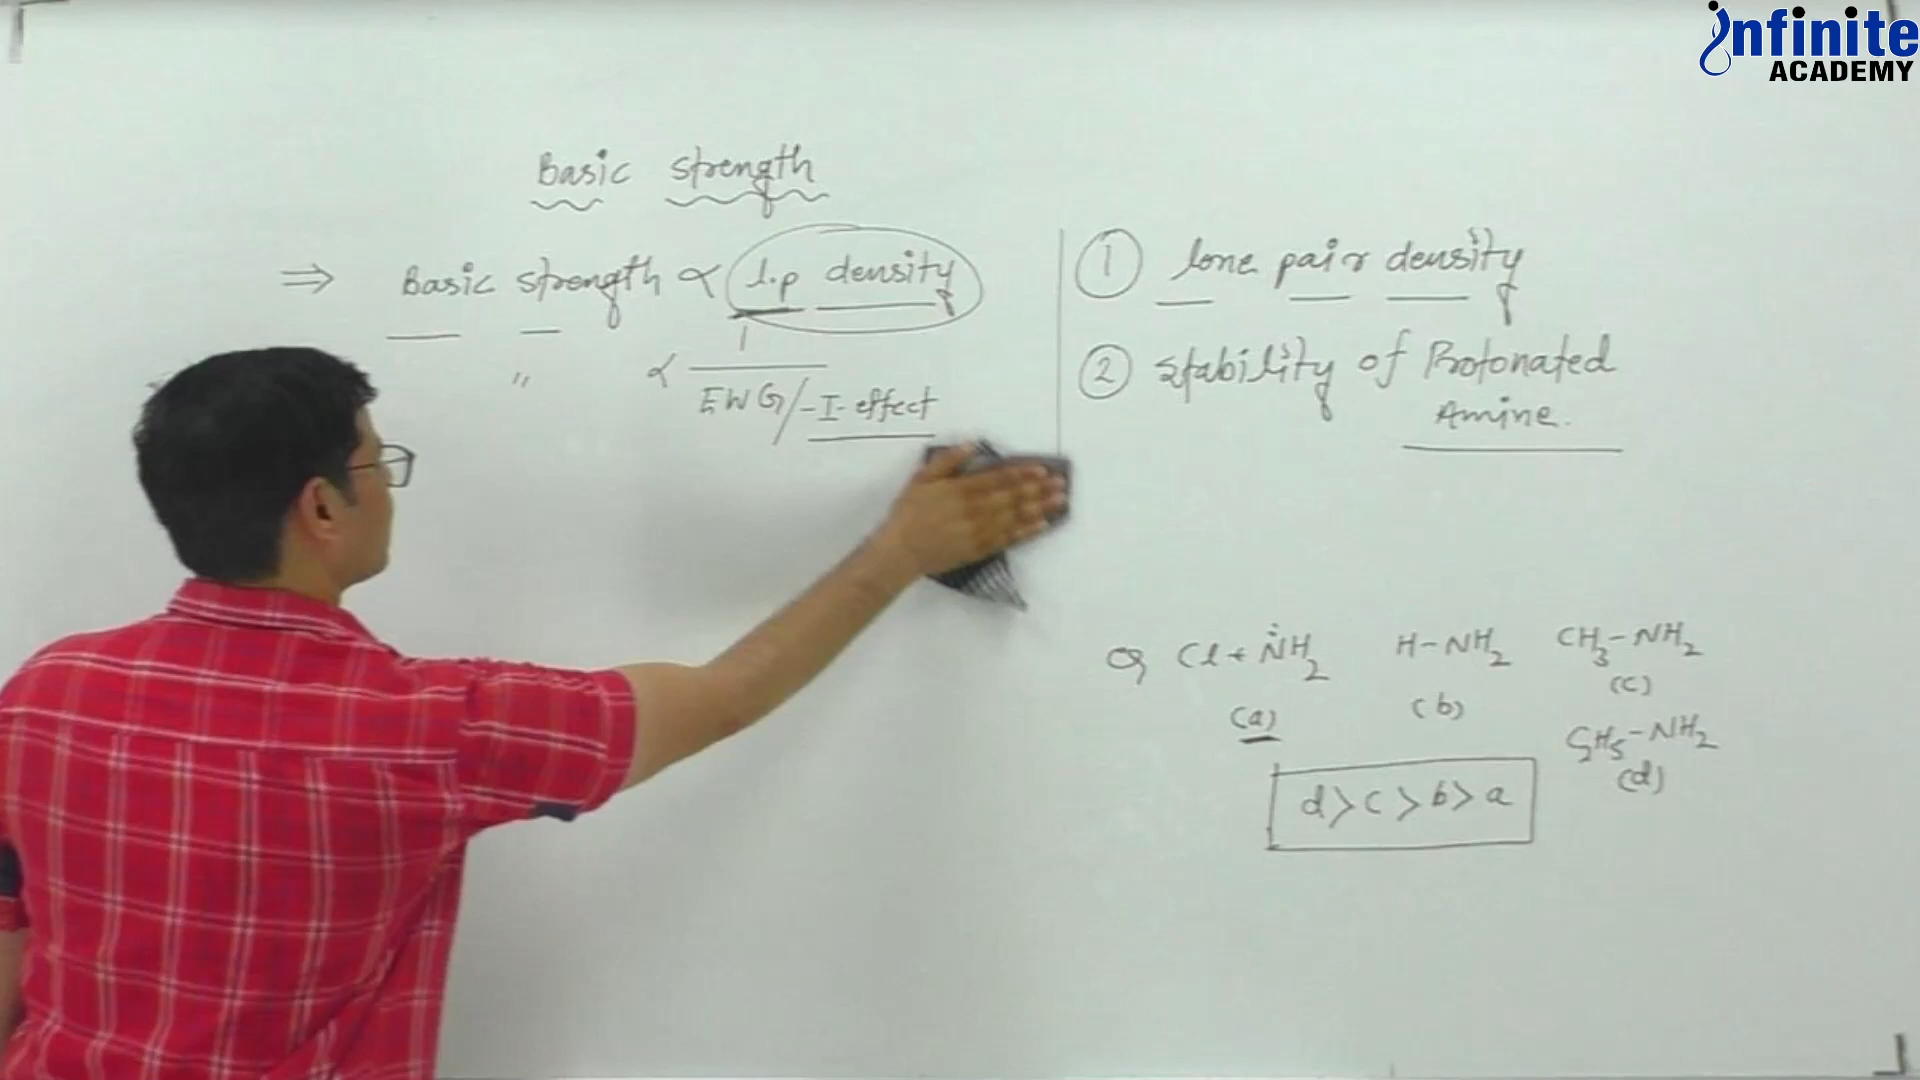 infinite
ACADEMY
Basic strength
⇒ Basic strength ∝ l.p density
" ∝ 1
EWG/-I-effect
① lone pair density
② Stability of Protonated
Amine.
Q Cl←N̈H₂ H-NH₂ CH₃-NH₂
(a) (b) (c)
C₂H₅-NH₂
(d)
d>c>b>a